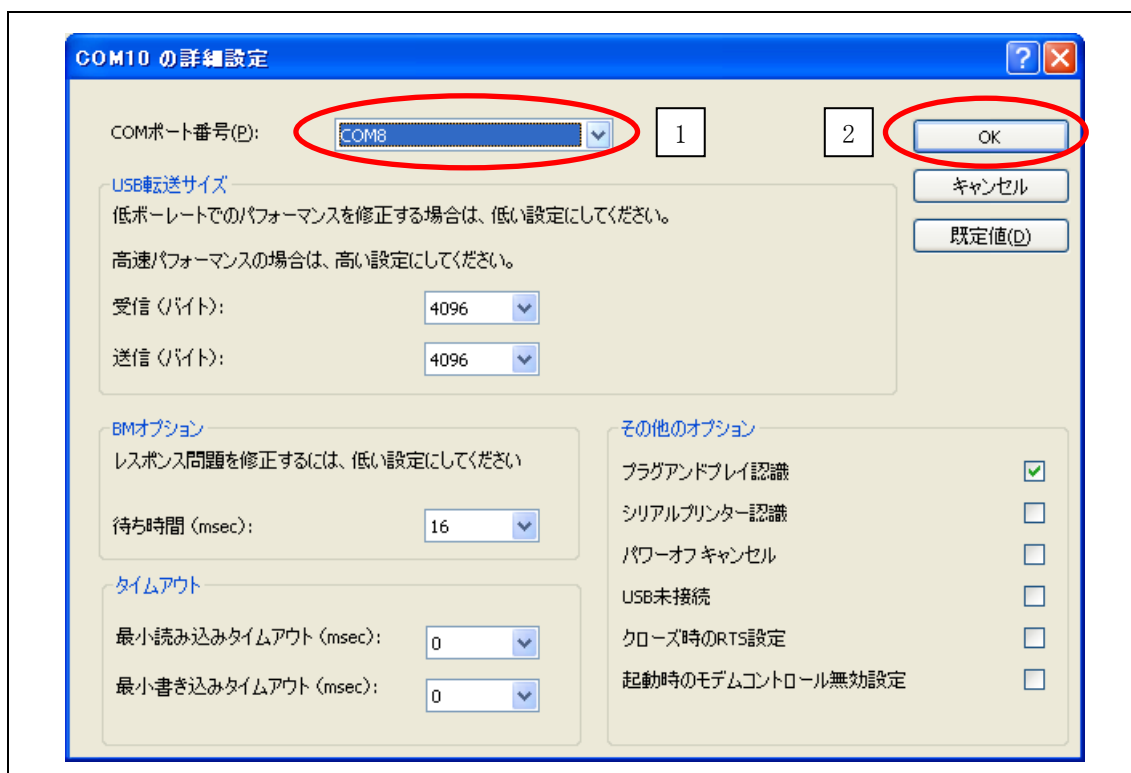 COM10 の詳細設定
COMポート番号(P): COM8 1 2 OK
キャンセル
既定値(D)
USB転送サイズ
低ボーレートでのパフォーマンスを修正する場合は、低い設定にしてください。
高速パフォーマンスの場合は、高い設定にしてください。
受信 (バイト): 4096
送信 (バイト): 4096
BMオプション
レスポンス問題を修正するには、低い設定にしてください
待ち時間 (msec): 16
タイムアウト
最小読み込みタイムアウト (msec): 0
最小書き込みタイムアウト (msec): 0
その他のオプション
プラグアンドプレイ認識
シリアルプリンター認識
パワーオフ キャンセル
USB未接続
クローズ時のRTS設定
起動時のモデムコントロール無効設定